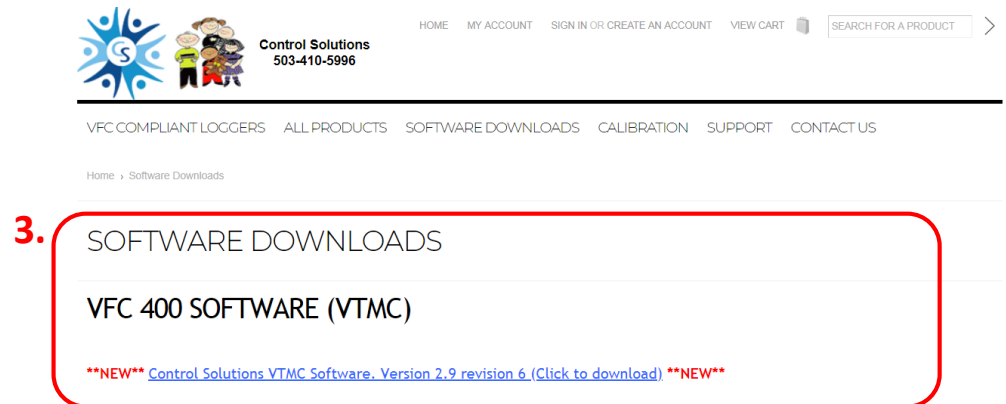 HOME MY ACCOUNT SIGN IN OR CREATE AN ACCOUNT VIEW CART SEARCH FOR A PRODUCT
CS
Control Solutions
503-410-5996
VFC COMPLIANT LOGGERS ALL PRODUCTS SOFTWARE DOWNLOADS CALIBRATION SUPPORT CONTACT US
Home › Software Downloads
3.
SOFTWARE DOWNLOADS
VFC 400 SOFTWARE (VTMC)
**NEW** Control Solutions VTMC Software. Version 2.9 revision 6 (Click to download) **NEW**